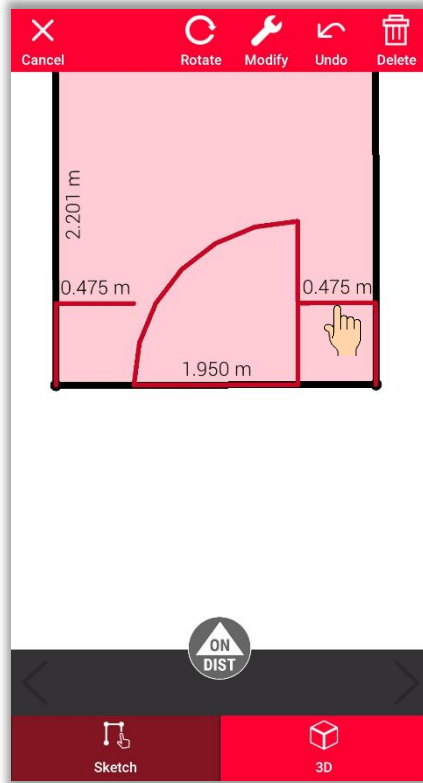 Cancel
Rotate
Modify
Undo
Delete
2.201 m
0.475 m
0.475 m
1.950 m
ON
DIST
Sketch
3D